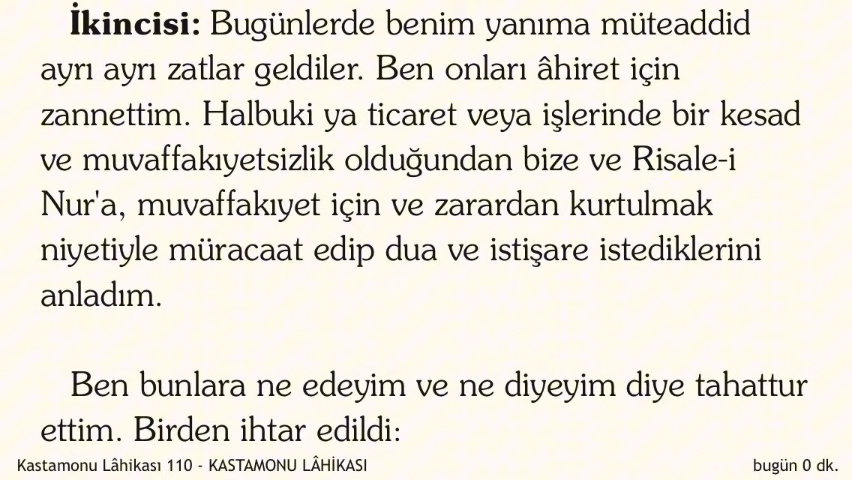 İkincisi: Bugünlerde benim yanıma müteaddid
ayrı ayrı zatlar geldiler. Ben onları âhiret için
zannettim. Halbuki ya ticaret veya işlerinde bir kesad
ve muvaffakıyetsizlik olduğundan bize ve Risale-i
Nur'a, muvaffakıyet için ve zarardan kurtulmak
niyetiyle müracaat edip dua ve istişare istediklerini
anladım.
Ben bunlara ne edeyim ve ne diyeyim diye tahattur
ettim. Birden ihtar edildi:
Kastamonu Lâhikası 110 - KASTAMONU LÂHİKASI
bugün 0 dk.